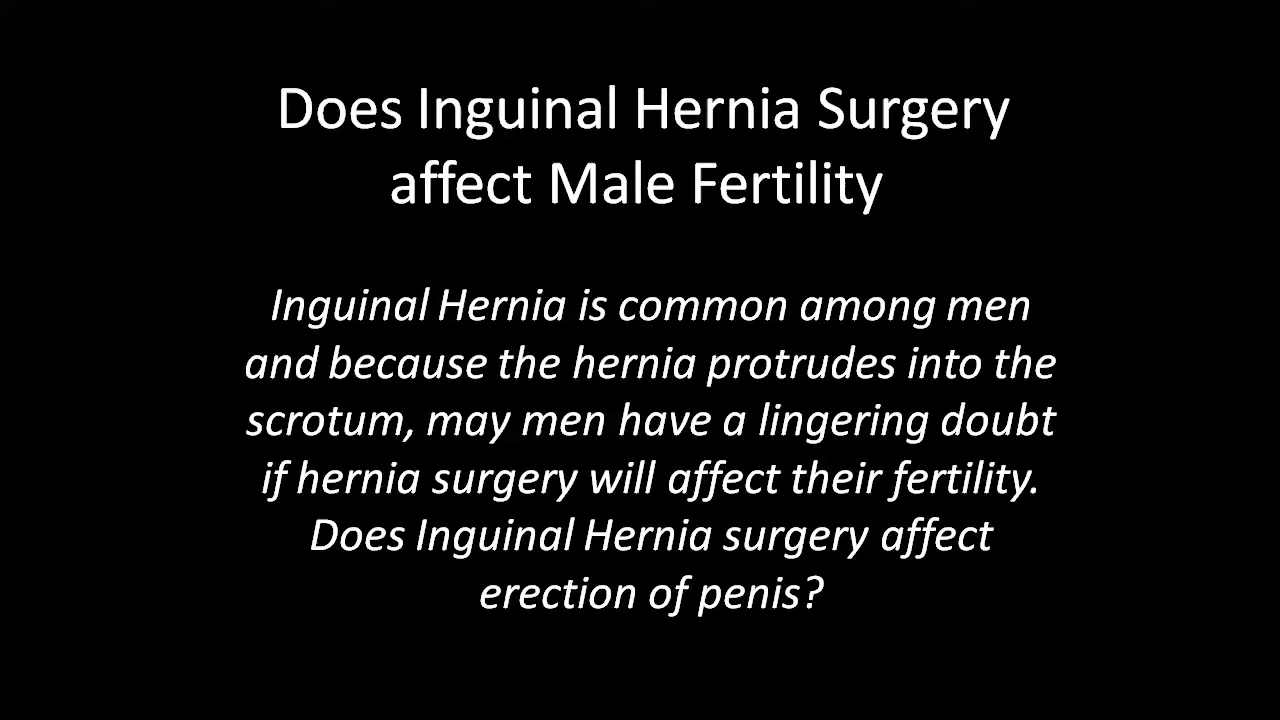 Does Inguinal Hernia Surgery
affect Male Fertility
Inguinal Hernia is common among men
and because the hernia protrudes into the
scrotum, may men have a lingering doubt
if hernia surgery will affect their fertility.
Does Inguinal Hernia surgery affect
erection of penis?